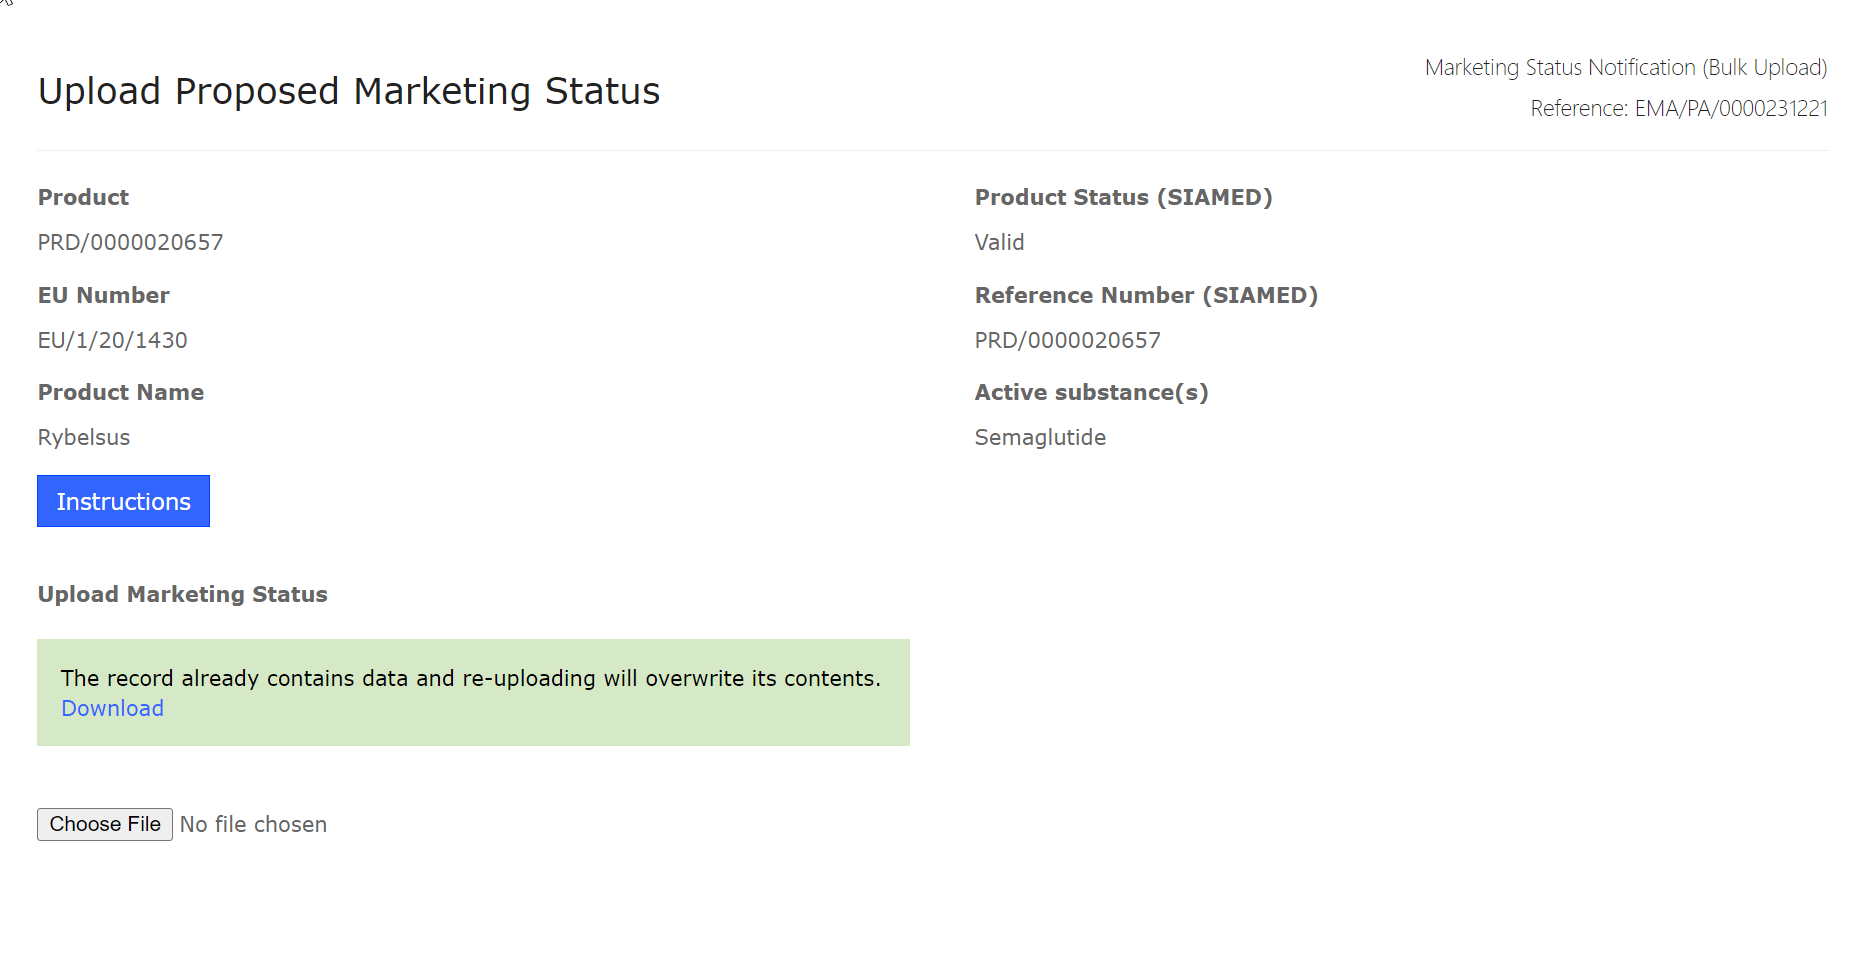 Upload Proposed Marketing Status
Marketing Status Notification (Bulk Upload)
Reference: EMA/PA/0000231221
Product
PRD/0000020657
Product Status (SIAMED)
Valid
EU Number
EU/1/20/1430
Reference Number (SIAMED)
PRD/0000020657
Product Name
Rybelsus
Active substance(s)
Semaglutide
Instructions
Upload Marketing Status
The record already contains data and re-uploading will overwrite its contents.
Download
Choose File No file chosen